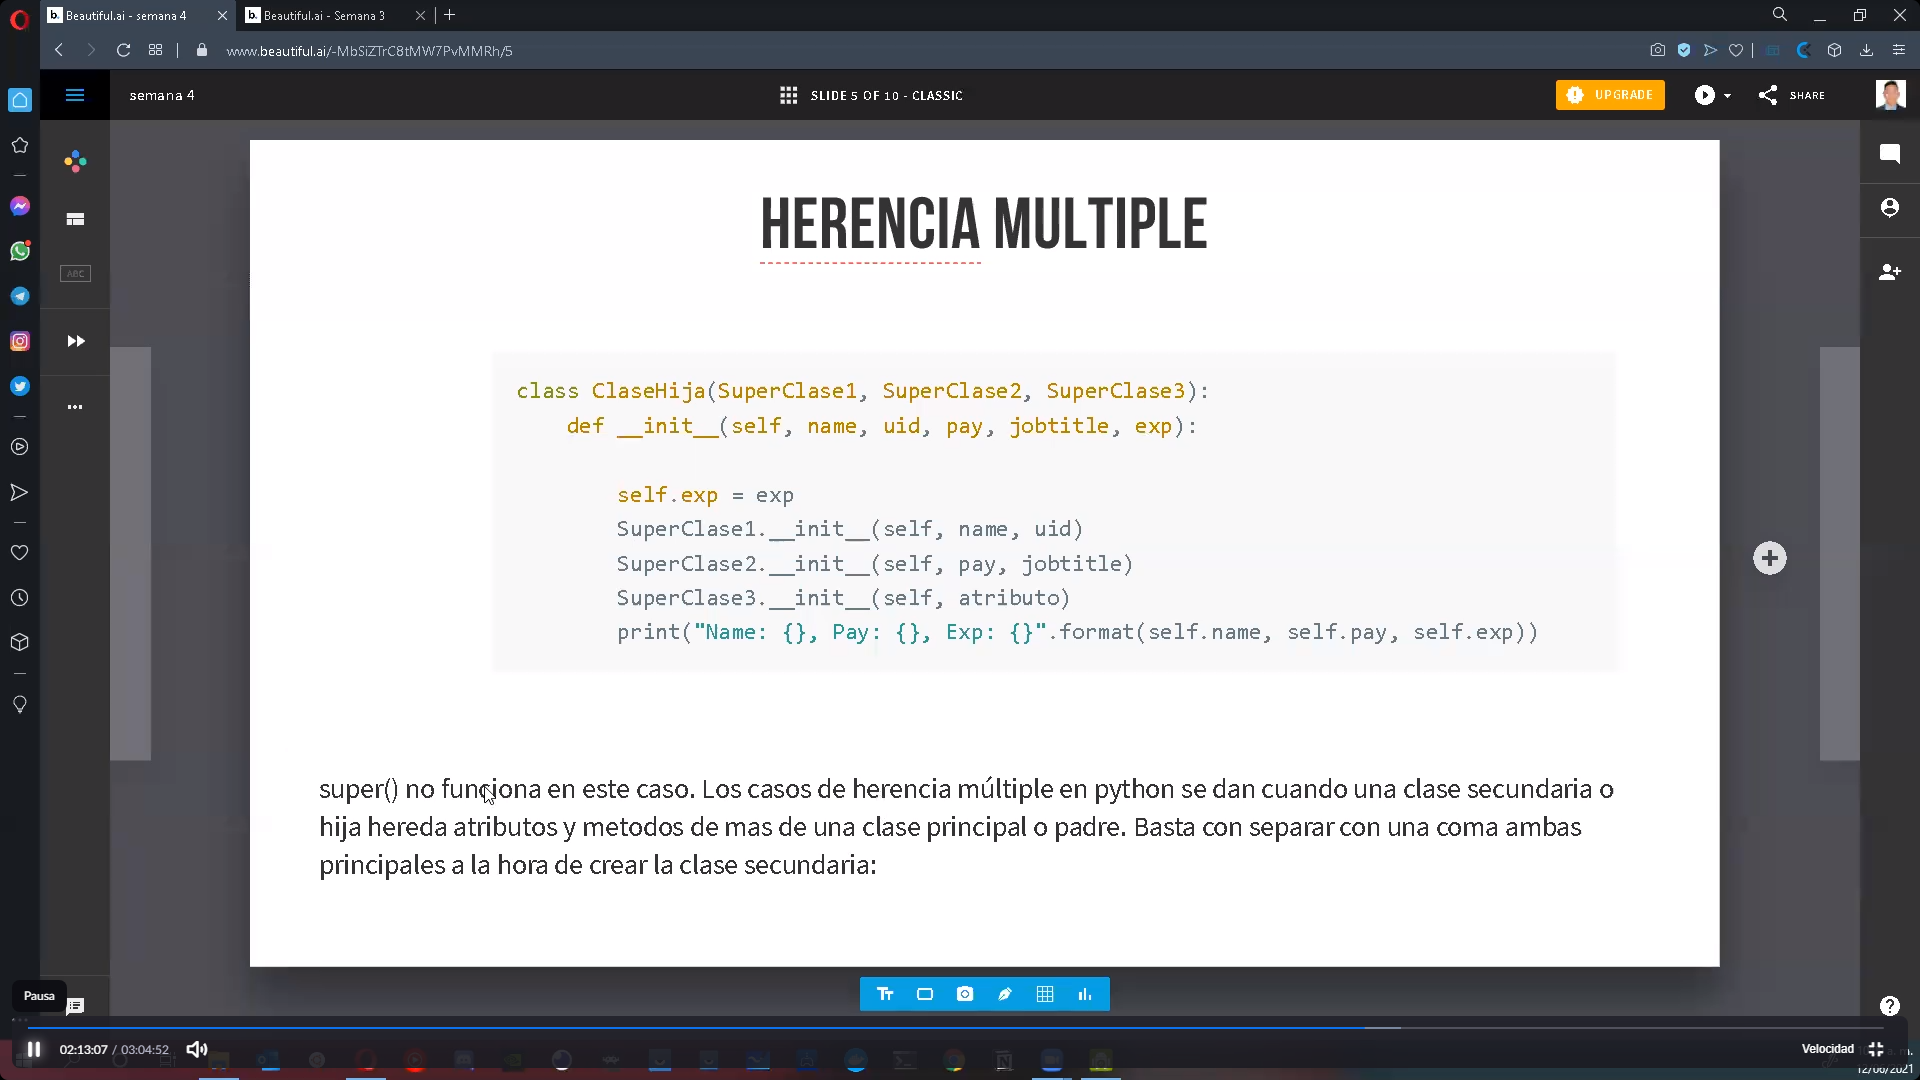 Beautiful.ai - semana 4
Beautiful.ai - Semana 3
www.beautiful.ai/-MbSiZTrC8tMW7PvMMRh/5
semana 4
SLIDE 5 OF 10 - CLASSIC
UPGRADE
SHARE
ABC
HERENCIA MULTIPLE
class ClaseHija(SuperClase1, SuperClase2, SuperClase3):
def __init__(self, name, uid, pay, jobtitle, exp):
self.exp = exp
SuperClase1.__init__(self, name, uid)
SuperClase2.__init__(self, pay, jobtitle)
SuperClase3.__init__(self, atributo)
print("Name: {}, Pay: {}, Exp: {}".format(self.name, self.pay, self.exp))
super() no funciona en este caso. Los casos de herencia múltiple en python se dan cuando una clase secundaria o
hija hereda atributos y metodos de mas de una clase principal o padre. Basta con separar con una coma ambas
principales a la hora de crear la clase secundaria:
Pausa
Tт
02:13:07 / 03:04:52
Velocidad
12/06/2021